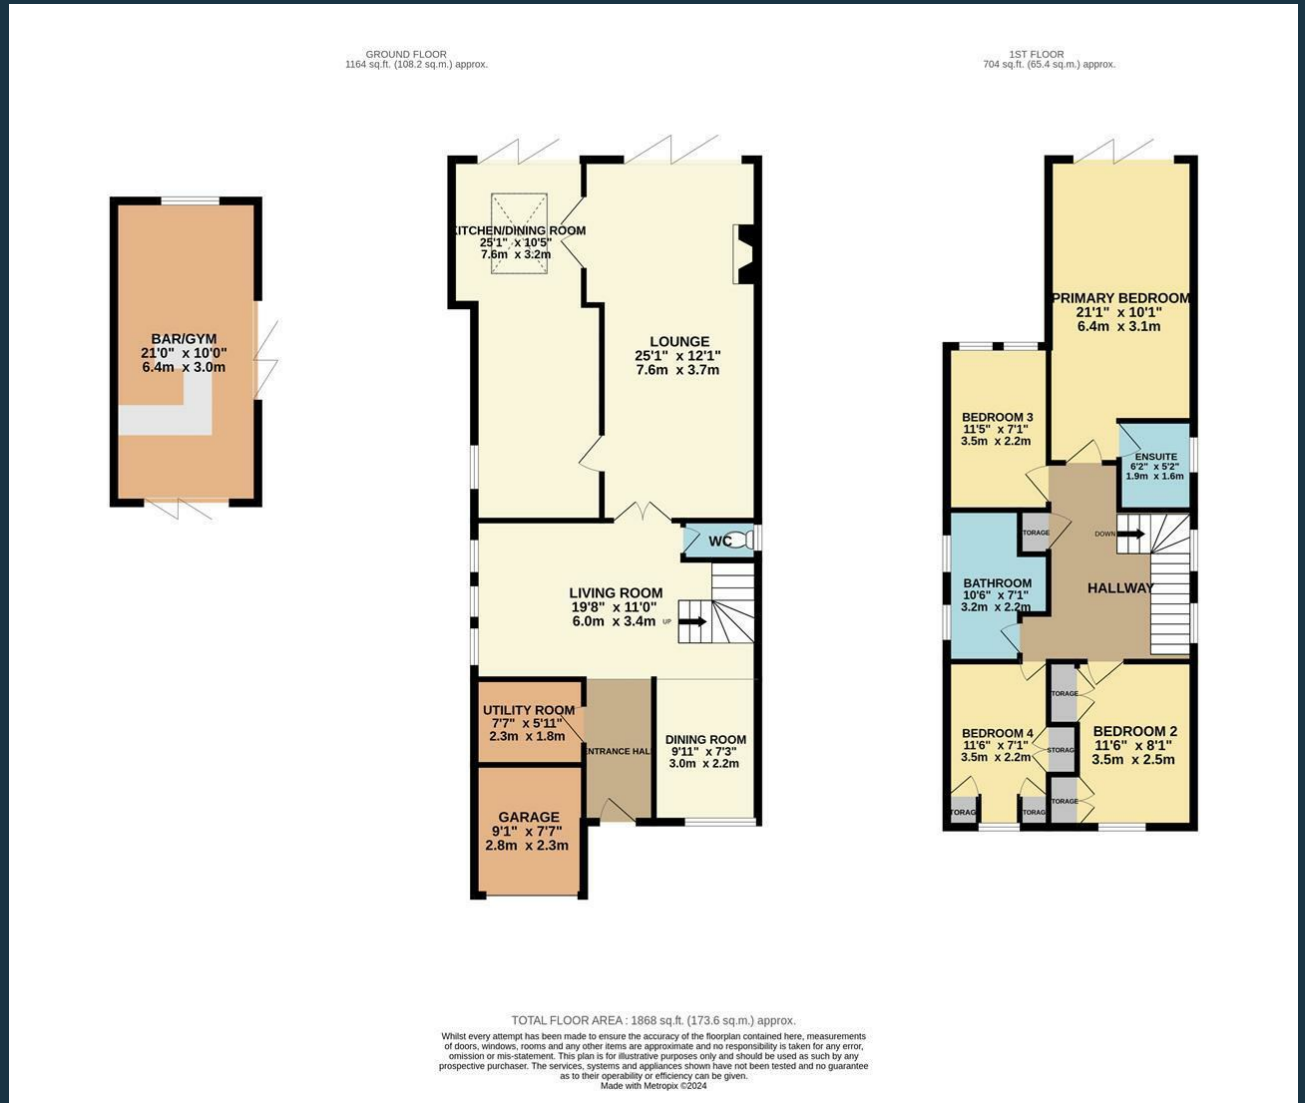 GROUND FLOOR
1164 sq.ft. (108.2 sq.m.) approx.
1ST FLOOR
704 sq.ft. (65.4 sq.m.) approx.
BAR/GYM
21'0" x 10'0"
6.4m x 3.0m
KITCHEN/DINING ROOM
25'1" x 10'5"
7.6m x 3.2m
LOUNGE
25'1" x 12'1"
7.6m x 3.7m
WC
LIVING ROOM
19'8" x 11'0"
6.0m x 3.4m
UP
UTILITY ROOM
7'7" x 5'11"
2.3m x 1.8m
ENTRANCE HALL
DINING ROOM
9'11" x 7'3"
3.0m x 2.2m
GARAGE
9'1" x 7'7"
2.8m x 2.3m
PRIMARY BEDROOM
21'1" x 10'1"
6.4m x 3.1m
BEDROOM 3
11'5" x 7'1"
3.5m x 2.2m
ENSUITE
6'2" x 5'2"
1.9m x 1.6m
TORAGE
DOWN
BATHROOM
10'6" x 7'1"
3.2m x 2.2m
HALLWAY
TORAGE
BEDROOM 4
11'6" x 7'1"
3.5m x 2.2m
STORAG
BEDROOM 2
11'6" x 8'1"
3.5m x 2.5m
TORAGE
TORAG
TORAG
TOTAL FLOOR AREA : 1868 sq.ft. (173.6 sq.m.) approx.
Whilst every attempt has been made to ensure the accuracy of the floorplan contained here, measurements
of doors, windows, rooms and any other items are approximate and no responsibility is taken for any error,
omission or mis-statement. This plan is for illustrative purposes only and should be used as such by any
prospective purchaser. The services, systems and appliances shown have not been tested and no guarantee
as to their operability or efficiency can be given.
Made with Metropix ©2024